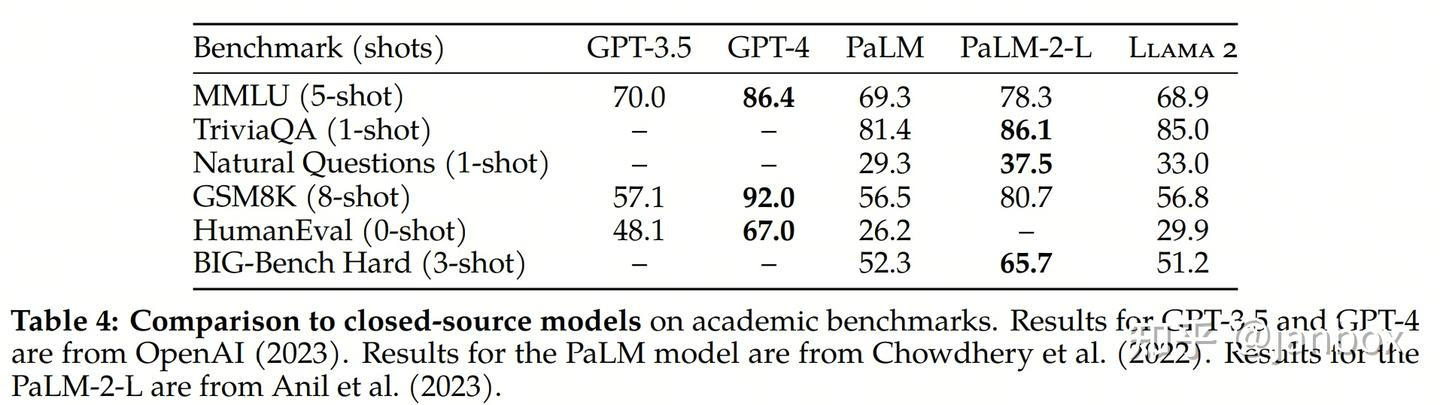 Benchmark (shots) GPT-3.5 GPT-4 PaLM PaLM-2-L LLAMA 2
MMLU (5-shot) 70.0 86.4 69.3 78.3 68.9
TriviaQA (1-shot) – – 81.4 86.1 85.0
Natural Questions (1-shot) – – 29.3 37.5 33.0
GSM8K (8-shot) 57.1 92.0 56.5 80.7 56.8
HumanEval (0-shot) 48.1 67.0 26.2 – 29.9
BIG-Bench Hard (3-shot) – – 52.3 65.7 51.2
Table 4: Comparison to closed-source models on academic benchmarks. Results for GPT-3.5 and GPT-4
are from OpenAI (2023). Results for the PaLM model are from Chowdhery et al. (2022). Results for the
PaLM-2-L are from Anil et al. (2023).
知乎 @janbox